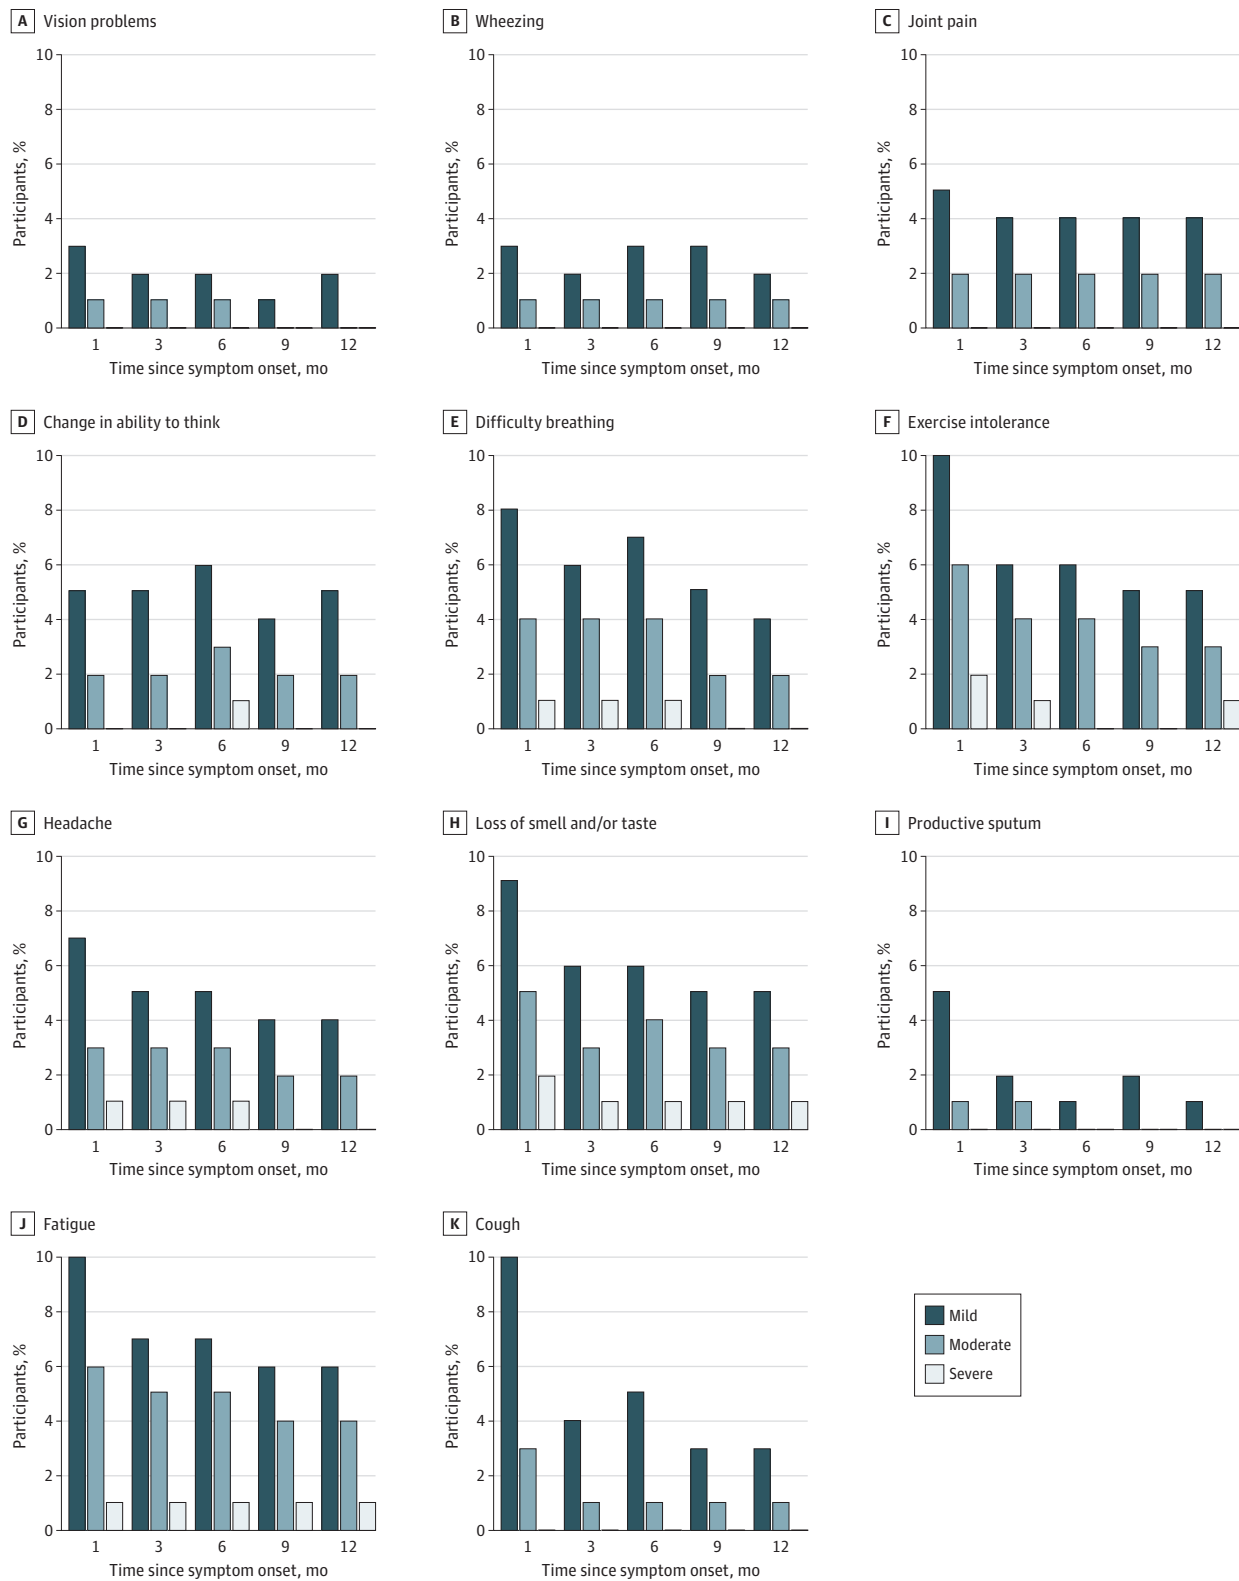 A Vision problems
Participants, %
10
8
6
4
2
0
1 3 6 9 12
Time since symptom onset, mo
B Wheezing
Participants, %
10
8
6
4
2
0
1 3 6 9 12
Time since symptom onset, mo
C Joint pain
Participants, %
10
8
6
4
2
0
1 3 6 9 12
Time since symptom onset, mo
D Change in ability to think
Participants, %
10
8
6
4
2
0
1 3 6 9 12
Time since symptom onset, mo
E Difficulty breathing
Participants, %
10
8
6
4
2
0
1 3 6 9 12
Time since symptom onset, mo
F Exercise intolerance
Participants, %
10
8
6
4
2
0
1 3 6 9 12
Time since symptom onset, mo
G Headache
Participants, %
10
8
6
4
2
0
1 3 6 9 12
Time since symptom onset, mo
H Loss of smell and/or taste
Participants, %
10
8
6
4
2
0
1 3 6 9 12
Time since symptom onset, mo
I Productive sputum
Participants, %
10
8
6
4
2
0
1 3 6 9 12
Time since symptom onset, mo
J Fatigue
Participants, %
10
8
6
4
2
0
1 3 6 9 12
Time since symptom onset, mo
K Cough
Participants, %
10
8
6
4
2
0
1 3 6 9 12
Time since symptom onset, mo
Mild
Moderate
Severe